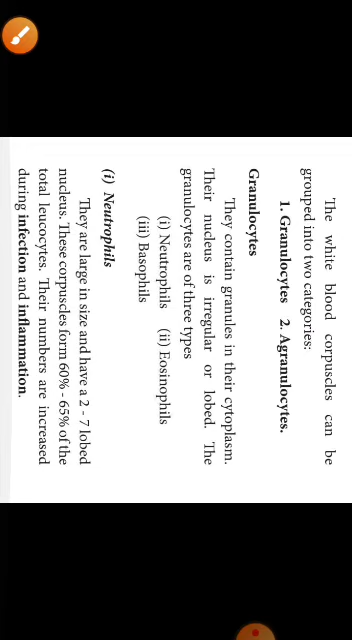 The white blood corpuscles can be
grouped into two categories:
1. Granulocytes 2. Agranulocytes.
Granulocytes
They contain granules in their cytoplasm.
Their nucleus is irregular or lobed. The
granulocytes are of three types
(i) Neutrophils (ii) Eosinophils
(iii) Basophils
(i) Neutrophils
They are large in size and have a 2 - 7 lobed
nucleus. These corpuscles form 60% - 65% of the
total leucocytes. Their numbers are increased
during infection and inflammation.